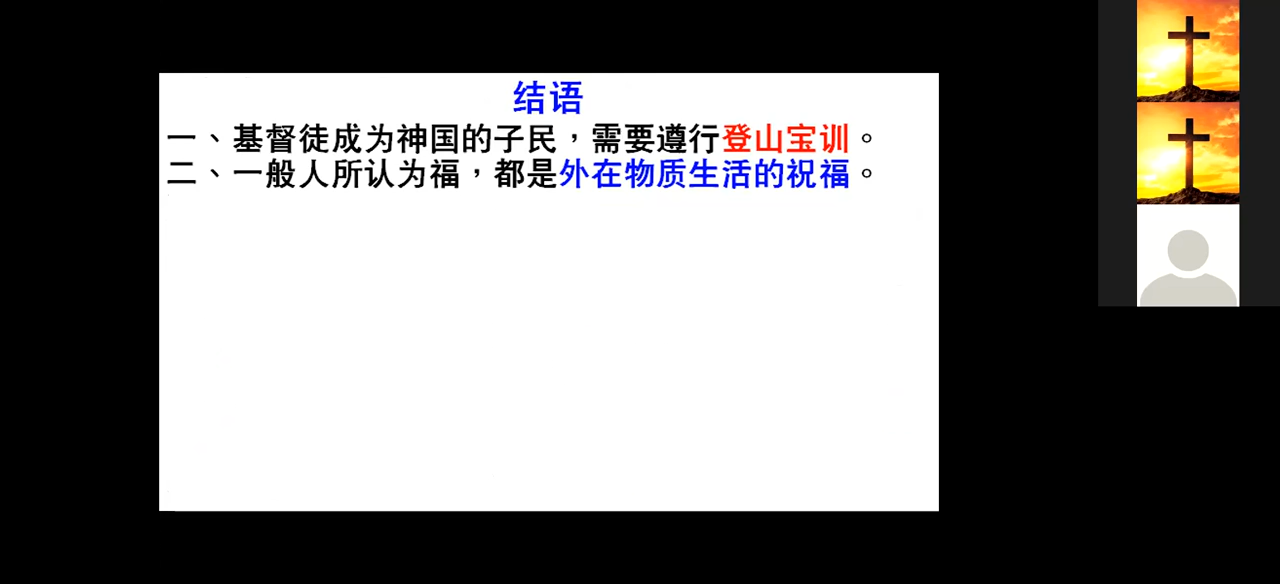 结语
一、基督徒成为神国的子民，需要遵行登山宝训。
二、一般人所认为福，都是外在物质生活的祝福。